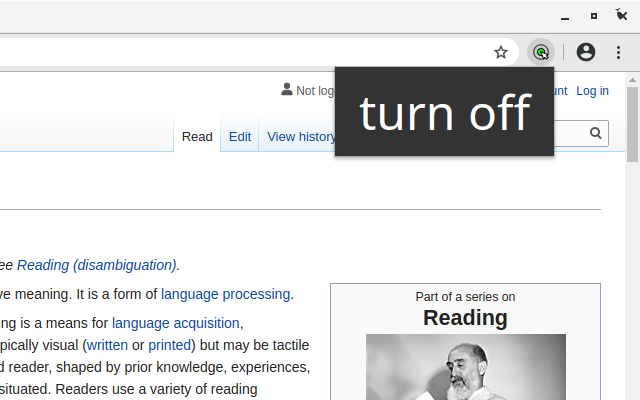 Not log
turn off
unt Log in
Read Edit View history
ee Reading (disambiguation).
ve meaning. It is a form of language processing.
ing is a means for language acquisition,
pically visual (written or printed) but may be tactile
d reader, shaped by prior knowledge, experiences,
situated. Readers use a variety of reading
Part of a series on
Reading